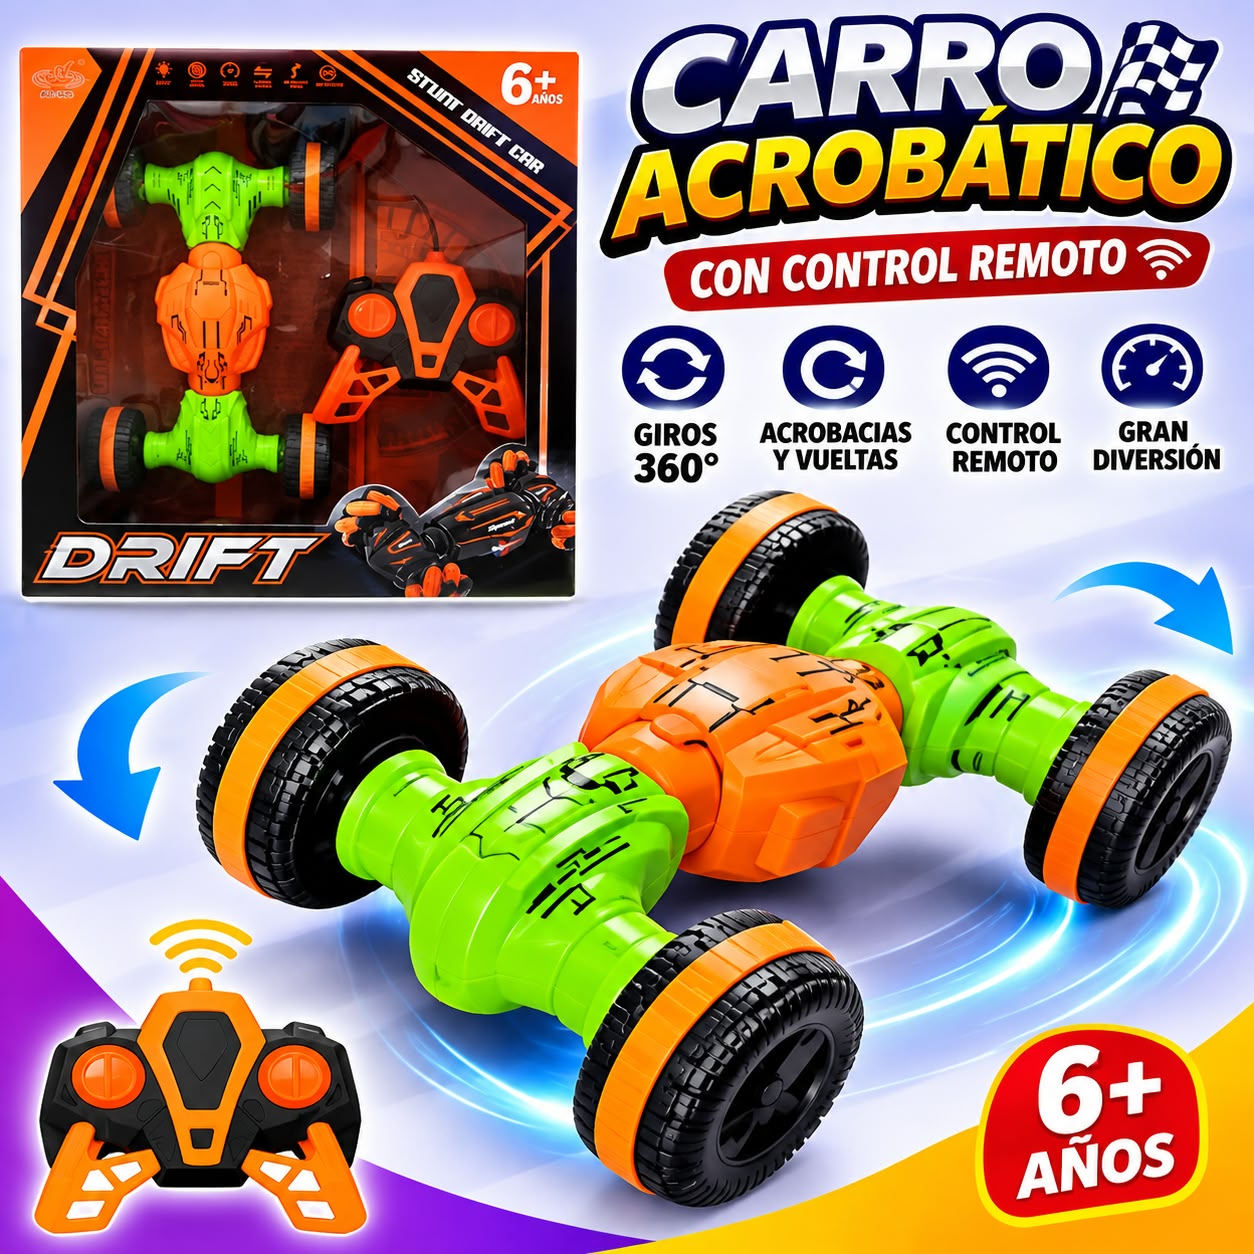 6+
AÑOS
STUNT DRIFT CAR
DRIFT
CARRO
ACROBÁTICO
CON CONTROL REMOTO
GIROS
360°
ACROBACIAS
Y VUELTAS
CONTROL
REMOTO
GRAN
DIVERSIÓN
6+
AÑOS